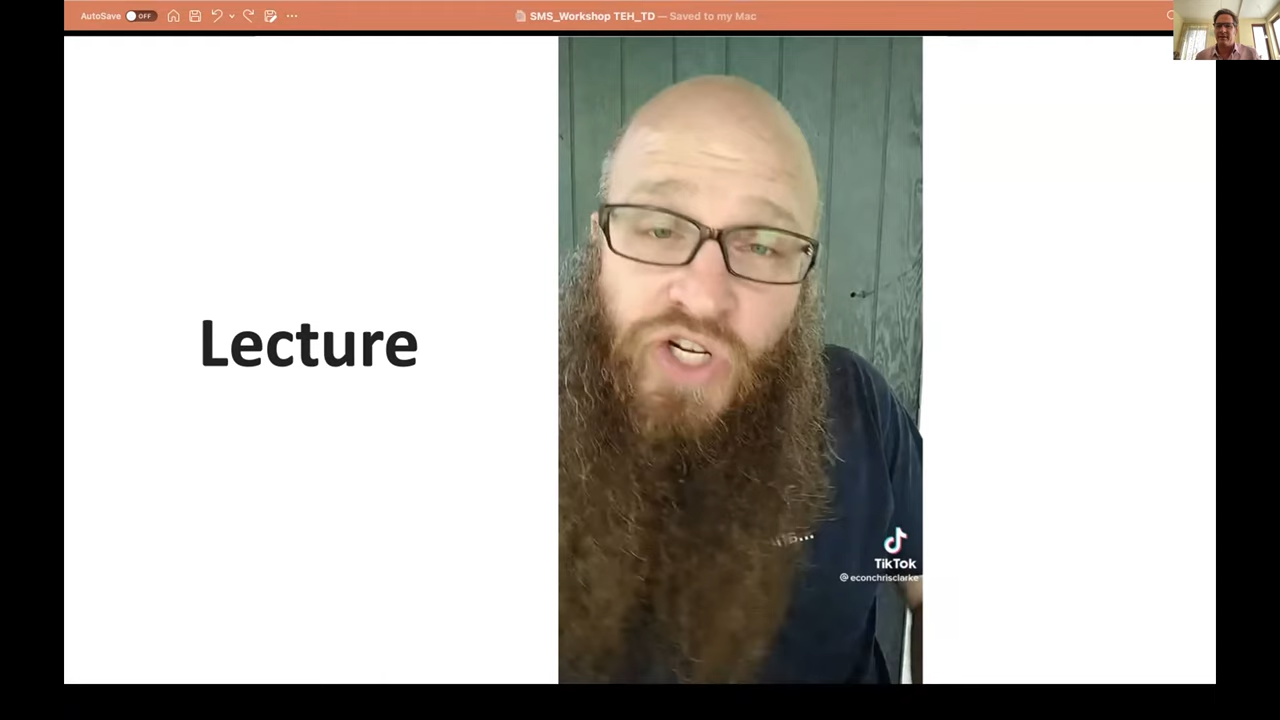 AutoSave OFF
SMS_Workshop TEH_TD — Saved to my Mac
Lecture
TikTok
@econchrisclarke